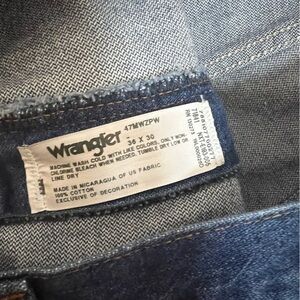 Wrangler
47MWZPW
36 X 30
MACHINE WASH COLD WITH LIKE COLORS, ONLY NON-
CHLORINE BLEACH WHEN NEEDED, TUMBLE DRY LOW OR
LINE DRY
MADE IN NICARAGUA OF US FABRIC
100% COTTON
EXCLUSIVE OF DECORATION